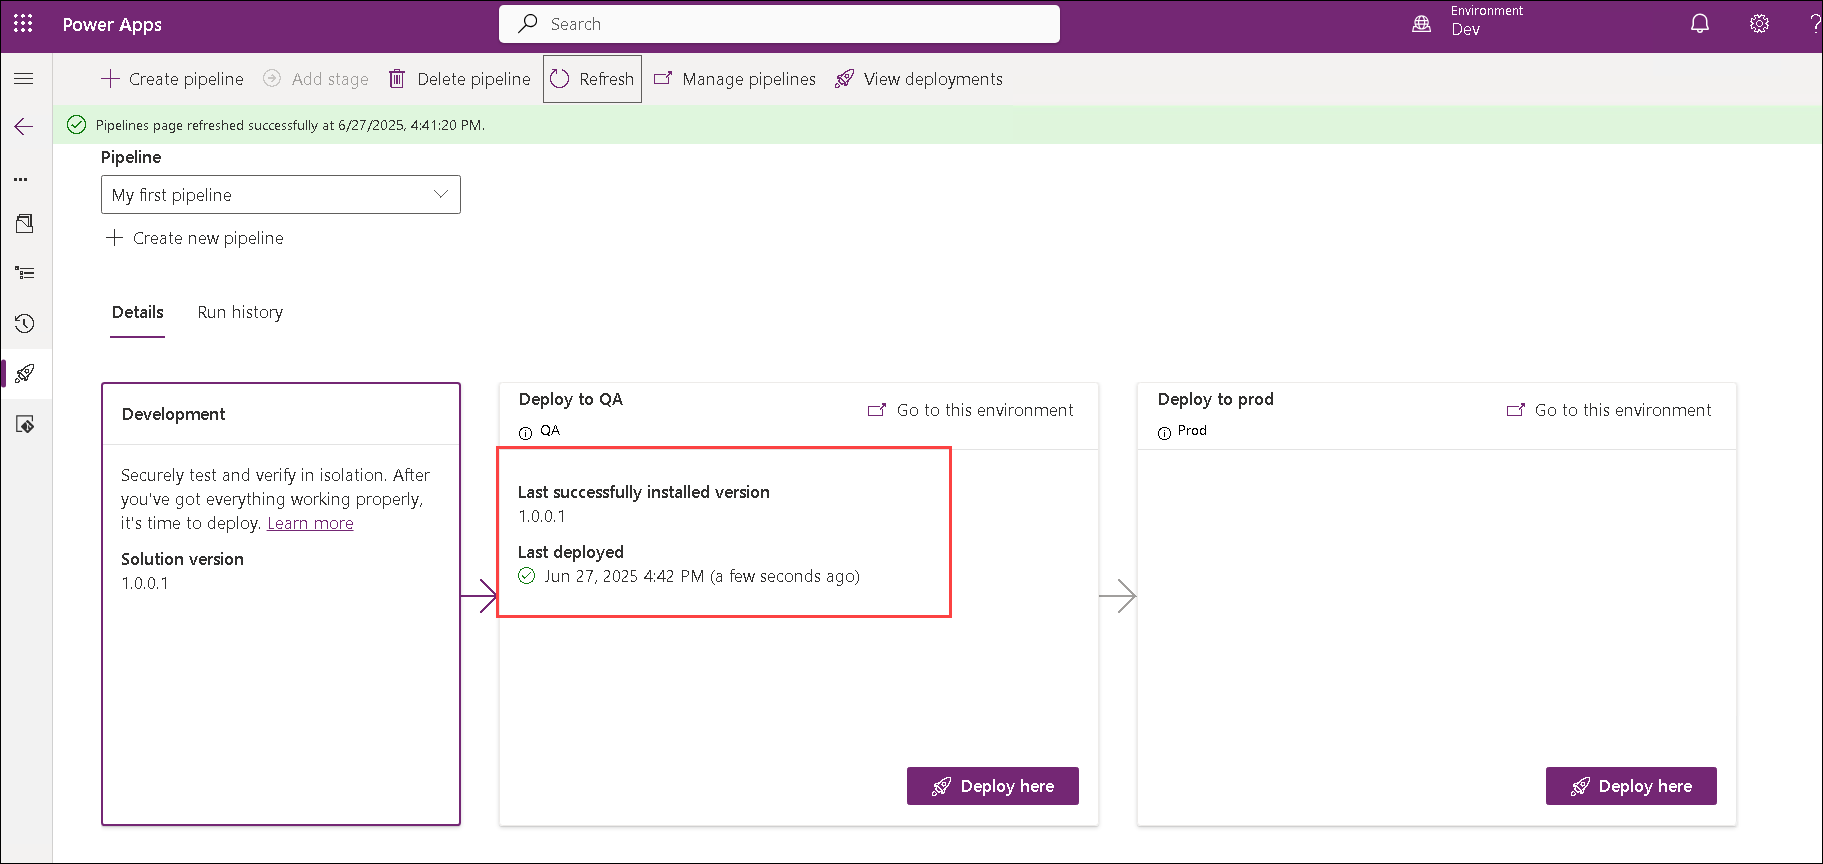 Power Apps
Search
Environment
Dev
?
Create pipeline
Add stage
Delete pipeline
Refresh
Manage pipelines
View deployments
Pipelines page refreshed successfully at 6/27/2025, 4:41:20 PM.
Pipeline
My first pipeline
Create new pipeline
Details
Run history
Development
Securely test and verify in isolation. After
you've got everything working properly,
it's time to deploy. Learn more
Solution version
1.0.0.1
Deploy to QA
Go to this environment
QA
Last successfully installed version
1.0.0.1
Last deployed
Jun 27, 2025 4:42 PM (a few seconds ago)
Deploy here
Deploy to prod
Go to this environment
Prod
Deploy here